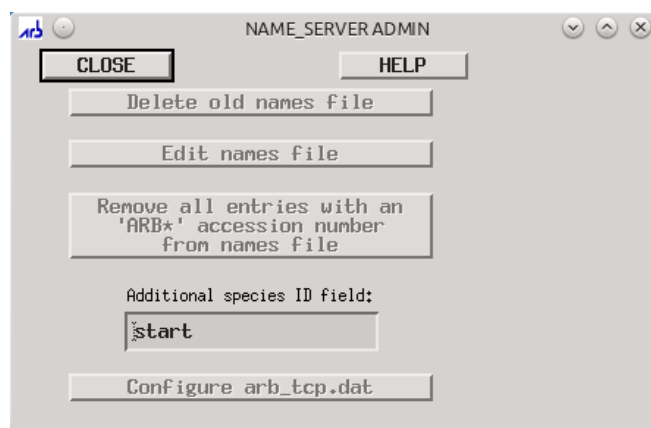 arb
NAME_SERVER ADMIN
CLOSE
HELP
Delete old names file
Edit names file
Remove all entries with an
'ARB*' accession number
from names file
Additional species ID field:
start
Configure arb_tcp.dat